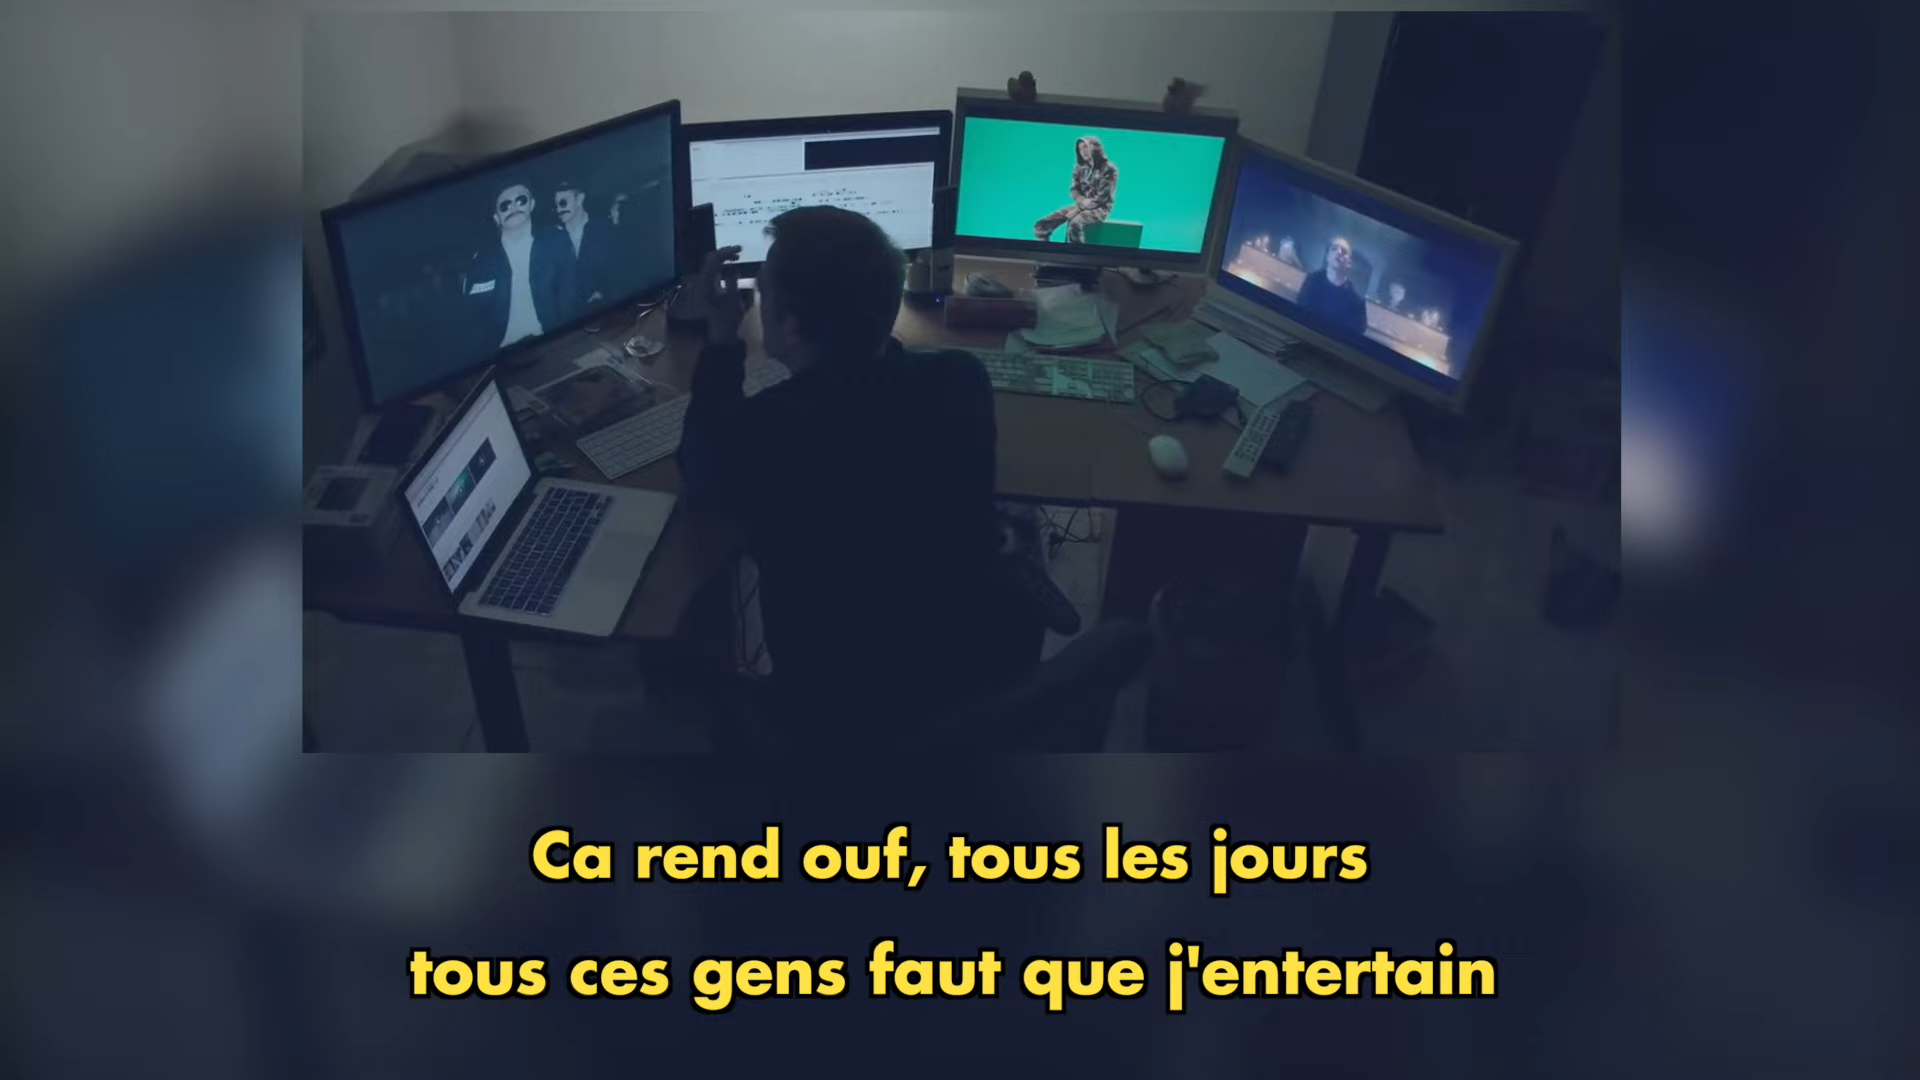 Ca rend ouf, tous les jours
tous ces gens faut que j'entertain